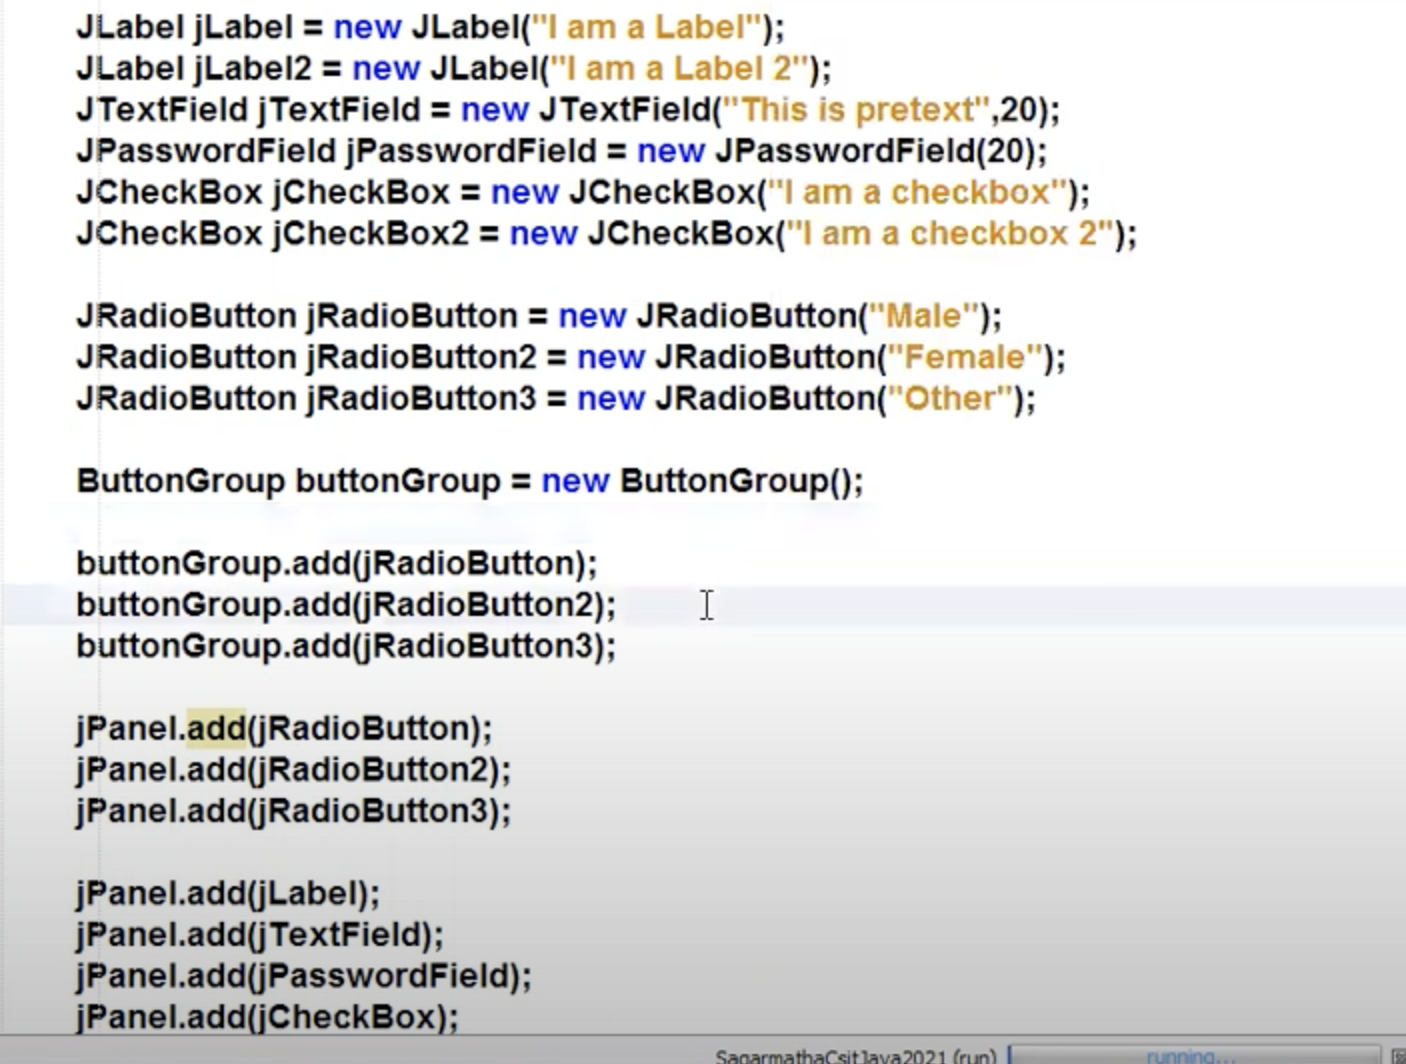 JLabel jLabel = new JLabel("I am a Label");
JLabel jLabel2 = new JLabel("I am a Label 2");
JTextField jTextField = new JTextField("This is pretext",20);
JPasswordField jPasswordField = new JPasswordField(20);
JCheckBox jCheckBox = new JCheckBox("I am a checkbox");
JCheckBox jCheckBox2 = new JCheckBox("I am a checkbox 2");
JRadioButton jRadioButton = new JRadioButton("Male");
JRadioButton jRadioButton2 = new JRadioButton("Female");
JRadioButton jRadioButton3 = new JRadioButton("Other");
ButtonGroup buttonGroup = new ButtonGroup();
buttonGroup.add(jRadioButton);
buttonGroup.add(jRadioButton2);
buttonGroup.add(jRadioButton3);
jPanel.add(jRadioButton);
jPanel.add(jRadioButton2);
jPanel.add(jRadioButton3);
jPanel.add(jLabel);
jPanel.add(jTextField);
jPanel.add(jPasswordField);
jPanel.add(jCheckBox);
SagarmathaCsitJava2021 (run) running...